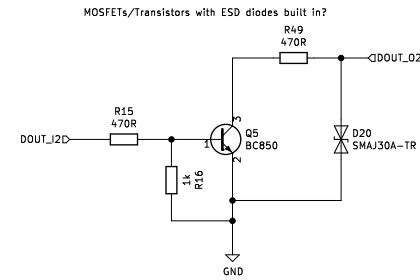 MOSFETs/Transistors with ESD diodes built in?
R49
470R
DOUT_O2
R15
470R
3
Q5
BC850
D20
SMAJ30A-TR
DOUT_I2
1
2
1k
R16
GND